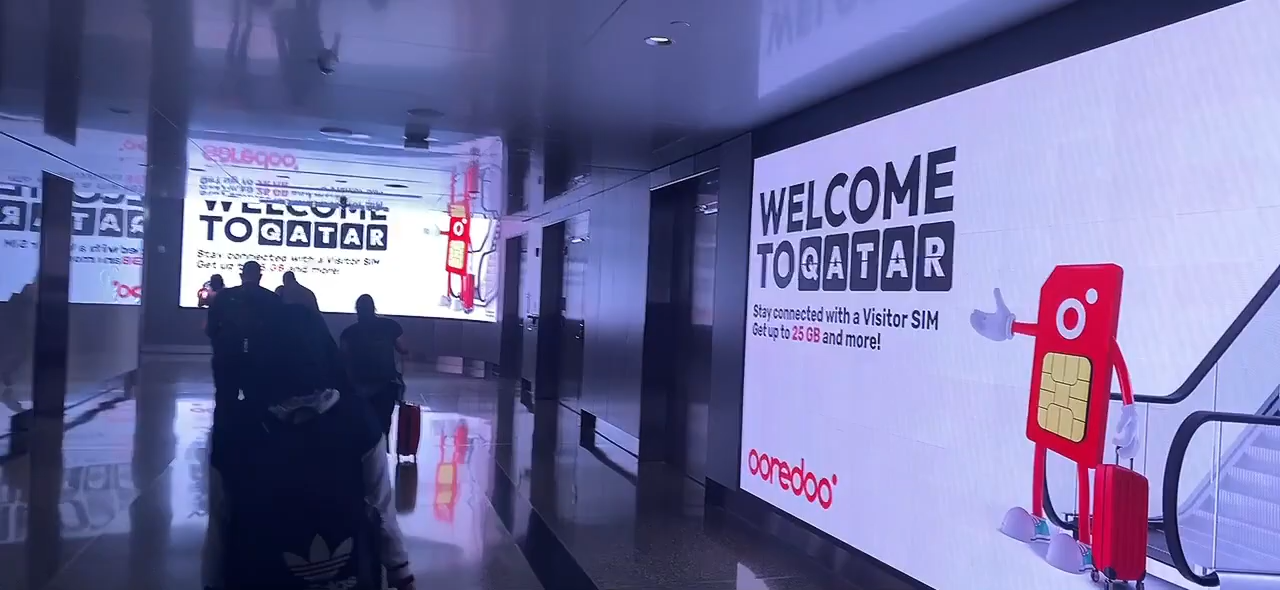 WELCOME
TO QATAR
Stay connected with a Visitor SIM
Get up to 25 GB and more!
ooredoo
WELCOME
TO QATAR
Stay connected with a Visitor SIM
Get up to GB and more!